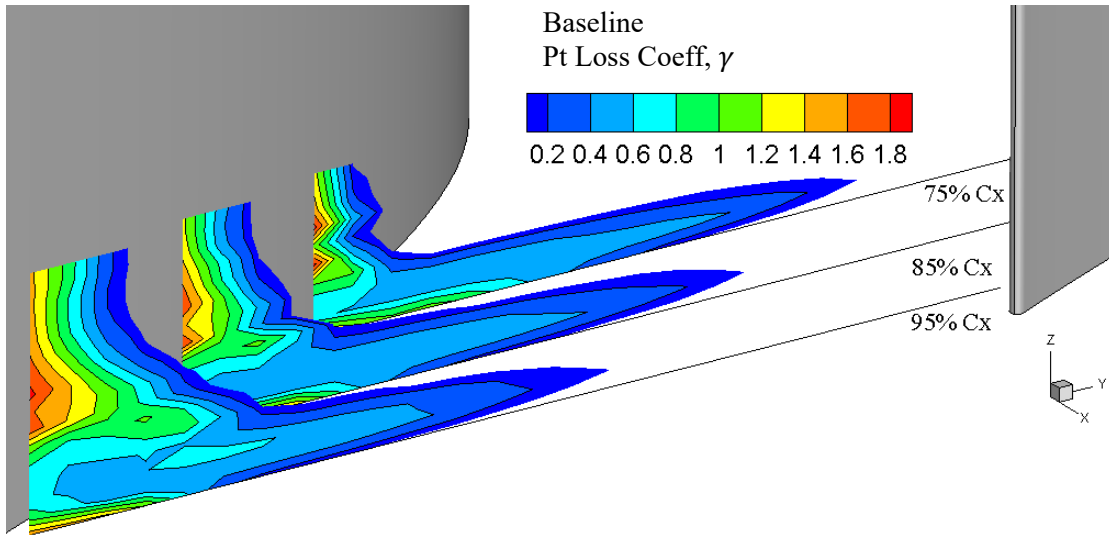 Baseline
Pt Loss Coeff, γ
0.2 0.4 0.6 0.8 1 1.2 1.4 1.6 1.8
75% Cx
85% Cx
95% Cx
Z
Y
X